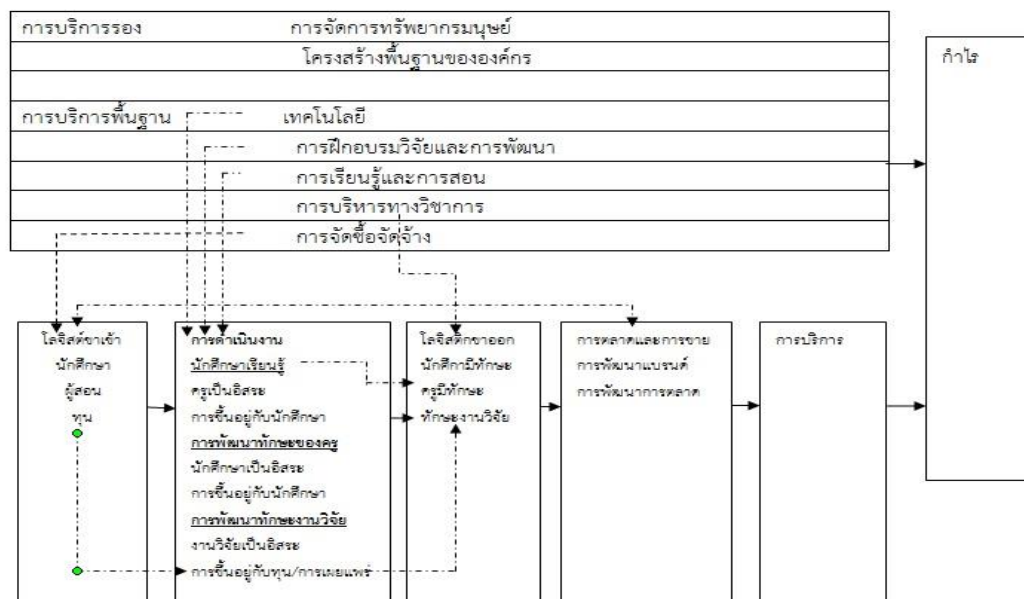 การบริการรอง การจัดการทรัพยากรมนุษย์
โครงสร้างพื้นฐานขององค์กร
การบริการพื้นฐาน เทคโนโลยี
การฝึกอบรมวิจัยและการพัฒนา
การเรียนรู้และการสอน
การบริหารทางวิชาการ
การจัดซื้อจัดจ้าง
กำไร
โลจิสต์ขาเข้า
นักศึกษา
ผู้สอน
ทุน
การดำเนินงาน
นักศึกษาเรียนรู้
ครูเป็นอิสระ
การขึ้นอยู่กับนักศึกษา
การพัฒนาทักษะของครู
นักศึกษาเป็นอิสระ
การขึ้นอยู่กับนักศึกษา
การพัฒนาทักษะงานวิจัย
งานวิจัยเป็นอิสระ
การขึ้นอยู่กับทุน/การเผยแพร่
โลจิสติกขาออก
นักศึกามีทักษะ
ครูมีทักษะ
ทักษะงานวิจัย
การตลาดและการขาย
การพัฒนาแบรนด์
การพัฒนาการตลาด
การบริการ